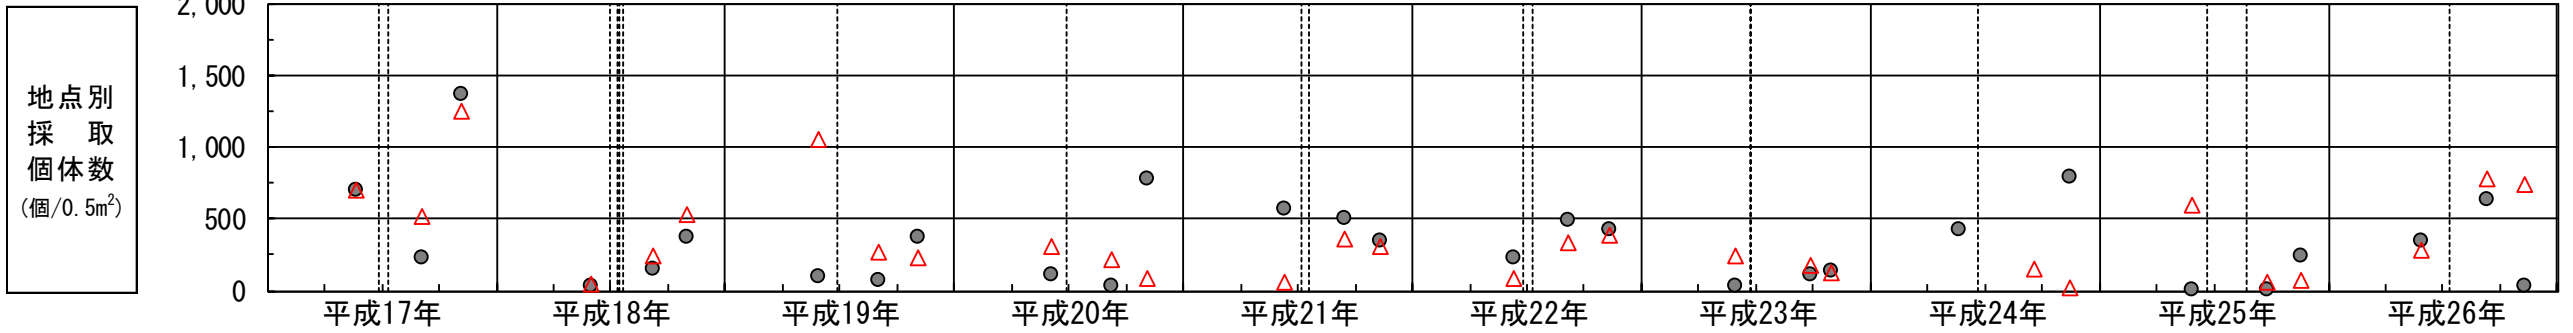 地点別
採 取
個体数
(個/0.5m²)
2,000
1,500
1,000
500
0
平成17年 平成18年 平成19年 平成20年 平成21年 平成22年 平成23年 平成24年 平成25年 平成26年